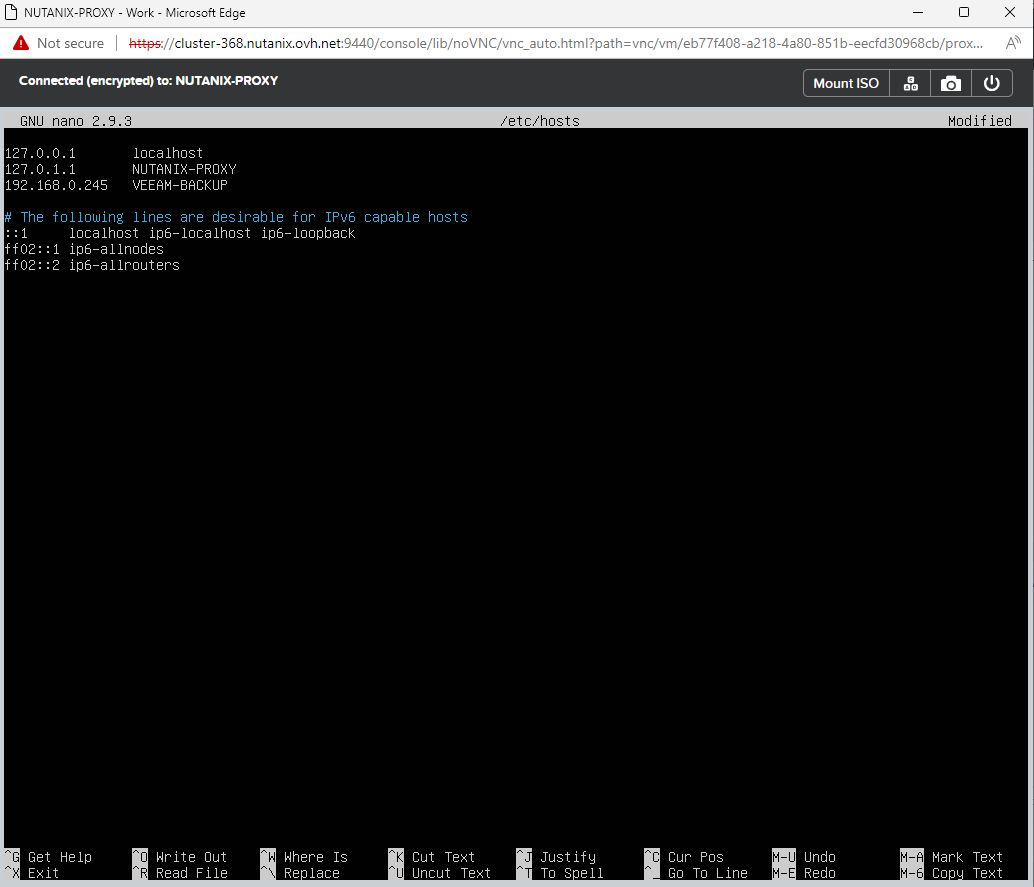 NUTANIX-PROXY - Work - Microsoft Edge
Not secure https://cluster-368.nutanix.ovh.net:9440/console/lib/noVNC/vnc_auto.html?path=vnc/vm/eb77f408-a218-4a80-851b-eecfd30968cb/prox...
Connected (encrypted) to: NUTANIX-PROXY Mount ISO
GNU nano 2.9.3 /etc/hosts Modified
127.0.0.1 localhost
127.0.1.1 NUTANIX-PROXY
192.168.0.245 VEEAM-BACKUP
# The following lines are desirable for IPv6 capable hosts
::1 localhost ip6-localhost ip6-loopback
ff02::1 ip6-allnodes
ff02::2 ip6-allrouters
^G Get Help ^O Write Out ^W Where Is ^K Cut Text ^J Justify ^C Cur Pos M-U Undo M-A Mark Text
^X Exit ^R Read File ^\ Replace ^U Uncut Text ^T To Spell ^_ Go To Line M-E Redo M-6 Copy Text